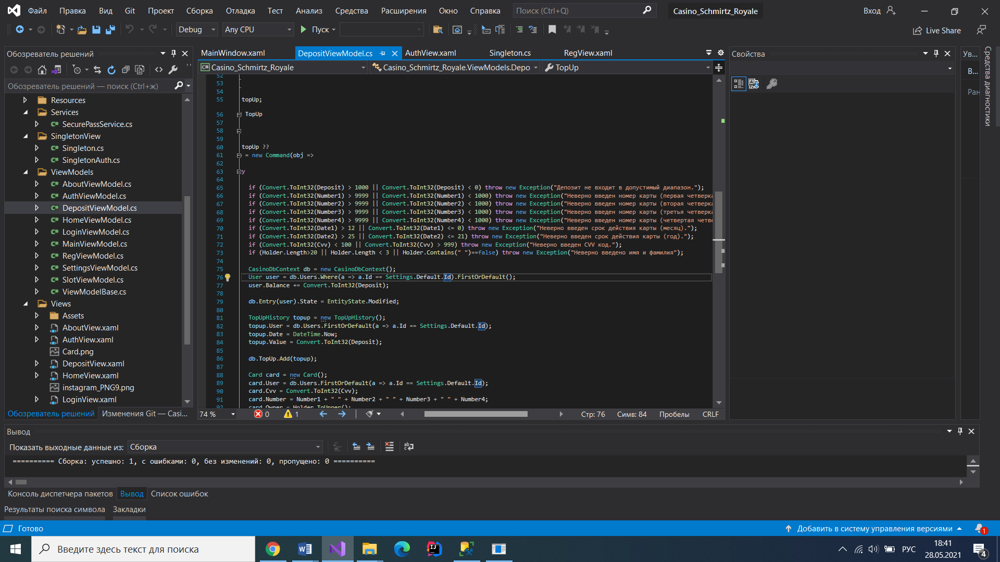 Файл Правка Вид Git Проект Сборка Отладка Тест Анализ Средства Расширения Окно Справка Поиск (Ctrl+Q) Casino_Schmirtz_Royale Вход
Debug Any CPU Пуск Live Share
Обозреватель решений
Обозреватель решений — поиск (Ctrl+ж)
Resources
Services
SecurePassService.cs
SingletonView
Singleton.cs
SingletonAuth.cs
ViewModels
AboutViewModel.cs
AuthViewModel.cs
DepositViewModel.cs
HomeViewModel.cs
LoginViewModel.cs
MainViewModel.cs
RegViewModel.cs
SettingsViewModel.cs
SlotViewModel.cs
ViewModelBase.cs
Views
Assets
AboutView.xaml
AuthView.xaml
Card.png
DepositView.xaml
HomeView.xaml
instagram_PNG9.png
LoginView.xaml
Обозреватель решений Изменения Git — Casi...
MainWindow.xaml DepositViewModel.cs AuthView.xaml Singleton.cs RegView.xaml
Casino_Schmirtz_Royale Casino_Schmirtz_Royale.ViewModels.Depo TopUp
52
53
54
55 topUp;
56 TopUp
57
58
59
60 topUp ??
61 = new Command(obj =>
62
63 y
64
65 if (Convert.ToInt32(Deposit) > 1000 || Convert.ToInt32(Deposit) < 0) throw new Exception("Депозит не входит в допустимый диапазон.");
66 if (Convert.ToInt32(Number1) > 9999 || Convert.ToInt32(Number1) < 1000) throw new Exception("Неверно введен номер карты (первая четверка
67 if (Convert.ToInt32(Number2) > 9999 || Convert.ToInt32(Number2) < 1000) throw new Exception("Неверно введен номер карты (вторая четверка
68 if (Convert.ToInt32(Number3) > 9999 || Convert.ToInt32(Number3) < 1000) throw new Exception("Неверно введен номер карты (третья четверка
69 if (Convert.ToInt32(Number4) > 9999 || Convert.ToInt32(Number4) < 1000) throw new Exception("Неверно введен номер карты (четвертая четве
70 if (Convert.ToInt32(Date1) > 12 || Convert.ToInt32(Date1) <= 0) throw new Exception("Неверно введен срок действия карты (месяц).");
71 if (Convert.ToInt32(Date2) > 25 || Convert.ToInt32(Date2) <= 21) throw new Exception("Неверно введен срок действия карты (год).");
72 if (Convert.ToInt32(Cvv) < 100 || Convert.ToInt32(Cvv) > 999) throw new Exception("Неверно введен CVV код.");
73 if (Holder.Length>20 || Holder.Length < 3 || Holder.Contains(" ")==false) throw new Exception("Неверно введено имя и фамилия");
74
75 CasinoDbContext db = new CasinoDbContext();
76 User user = db.Users.Where(a => a.Id == Settings.Default.Id).FirstOrDefault();
77 user.Balance += Convert.ToInt32(Deposit);
78
79 db.Entry(user).State = EntityState.Modified;
80
81 TopUpHistory topup = new TopUpHistory();
82 topup.User = db.Users.FirstOrDefault(a => a.Id == Settings.Default.Id);
83 topup.Date = DateTime.Now;
84 topup.Value = Convert.ToInt32(Deposit);
85
86 db.TopUp.Add(topup);
87
88 Card card = new Card();
89 card.User = db.Users.FirstOrDefault(a => a.Id == Settings.Default.Id);
90 card.Cvv = Convert.ToInt32(Cvv);
91 card.Number = Number1 + " " + Number2 + " " + Number3 + " " + Number4;
92 card.Owner = Holder.ToUpper();
74 % 0 1 Стр: 76 Симв: 84 Пробелы CRLF
Свойства
Ув...
В...
Ран
Средства диагностики
Вывод
Показать выходные данные из: Сборка
========== Сборка: успешно: 1, с ошибками: 0, без изменений: 0, пропущено: 0 ==========
Консоль диспетчера пакетов Вывод Список ошибок
Результаты поиска символа Закладки
Готово Добавить в систему управления версиями 1
Введите здесь текст для поиска РУС 18:41
28.05.2021 4